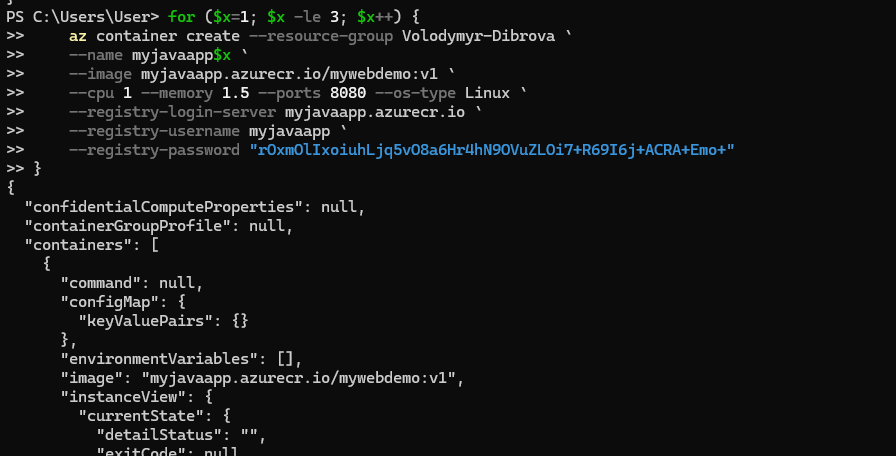 PS C:\Users\User> for ($x=1; $x -le 3; $x++) {
>>     az container create --resource-group Volodymyr-Dibrova `
>>     --name myjavaapp$x `
>>     --image myjavaapp.azurecr.io/mywebdemo:v1 `
>>     --cpu 1 --memory 1.5 --ports 8080 --os-type Linux `
>>     --registry-login-server myjavaapp.azurecr.io `
>>     --registry-username myjavaapp `
>>     --registry-password "rOxmOlIxoiuhLjq5vO8a6Hr4hN9OVuZLOi7+R69I6j+ACRA+Emo+"
>> }
{
  "confidentialComputeProperties": null,
  "containerGroupProfile": null,
  "containers": [
    {
      "command": null,
      "configMap": {
        "keyValuePairs": {}
      },
      "environmentVariables": [],
      "image": "myjavaapp.azurecr.io/mywebdemo:v1",
      "instanceView": {
        "currentState": {
          "detailStatus": "",
          "exitCode": null